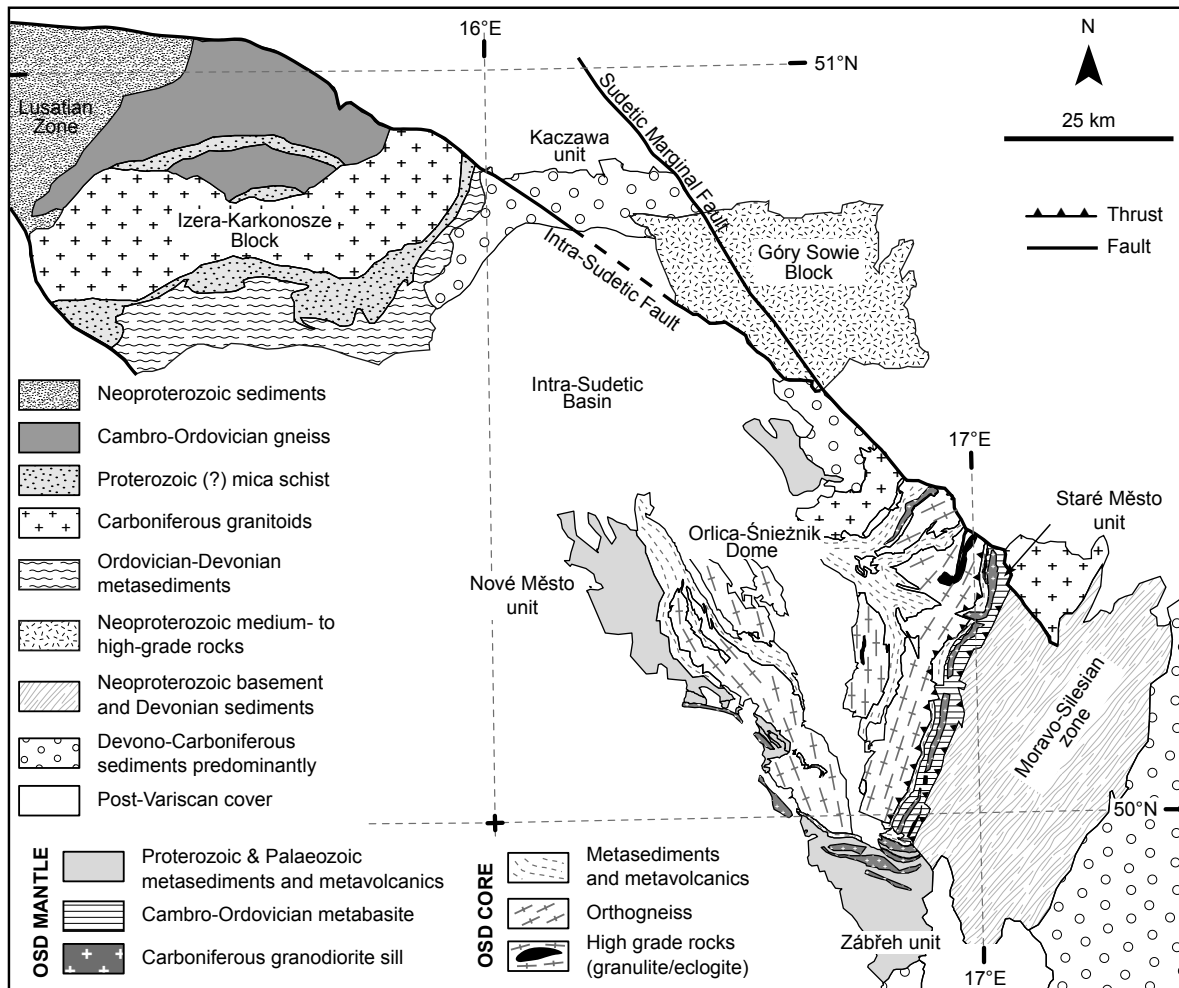 16°E
51°N
N
25 km
Thrust
Fault
Lusatian
Zone
Kaczawa
unit
Sudetic Marginal Fault
Izera-Karkonosze
Block
Intra-Sudetic Fault
Góry Sowie
Block
Intra-Sudetic
Basin
17°E
Staré Město
unit
Orlica-Śnieżnik
Dome
Nové Město
unit
Moravo-Silesian
zone
50°N
Zábřeh unit
17°E
Neoproterozoic sediments
Cambro-Ordovician gneiss
Proterozoic (?) mica schist
Carboniferous granitoids
Ordovician-Devonian
metasediments
Neoproterozoic medium- to
high-grade rocks
Neoproterozoic basement
and Devonian sediments
Devono-Carboniferous
sediments predominantly
Post-Variscan cover
OSD MANTLE
Proterozoic & Palaeozoic
metasediments and metavolcanics
Cambro-Ordovician metabasite
Carboniferous granodiorite sill
OSD CORE
Metasediments
and metavolcanics
Orthogneiss
High grade rocks
(granulite/eclogite)